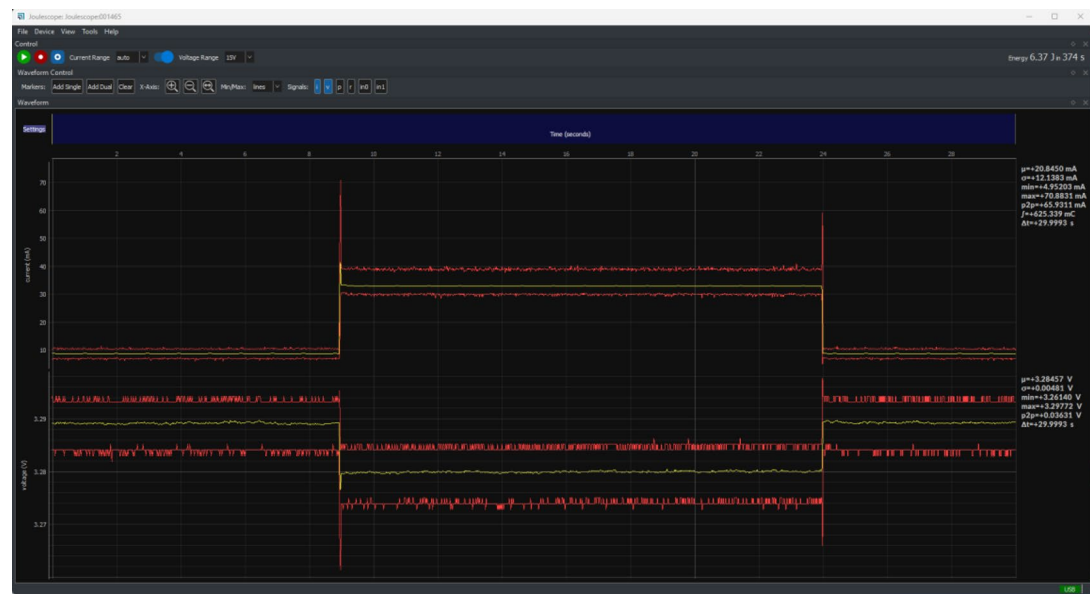 Joulescope: Joulescope:001465
File Device View Tools Help
Control
Current Range auto Voltage Range 15V Energy 6.37 J in 374 s
Waveform Control
Markers: Add Single Add Dual Clear X-Axis: Min/Max: lines Signals: i v p r in0 in1
Waveform
Settings
Time (seconds)
2 4 6 8 10 12 14 16 18 20 22 24 26 28
70
60
50
40
30
20
10
current (mA)
µ=+20.8450 mA
σ=+12.1383 mA
min=+4.95203 mA
max=+70.8831 mA
p2p=+65.9311 mA
∫=+625.339 mC
Δt=+29.9993 s
3.29
3.28
3.27
voltage (V)
µ=+3.28457 V
σ=+0.00481 V
min=+3.26140 V
max=+3.29772 V
p2p=+0.03631 V
Δt=+29.9993 s
USB